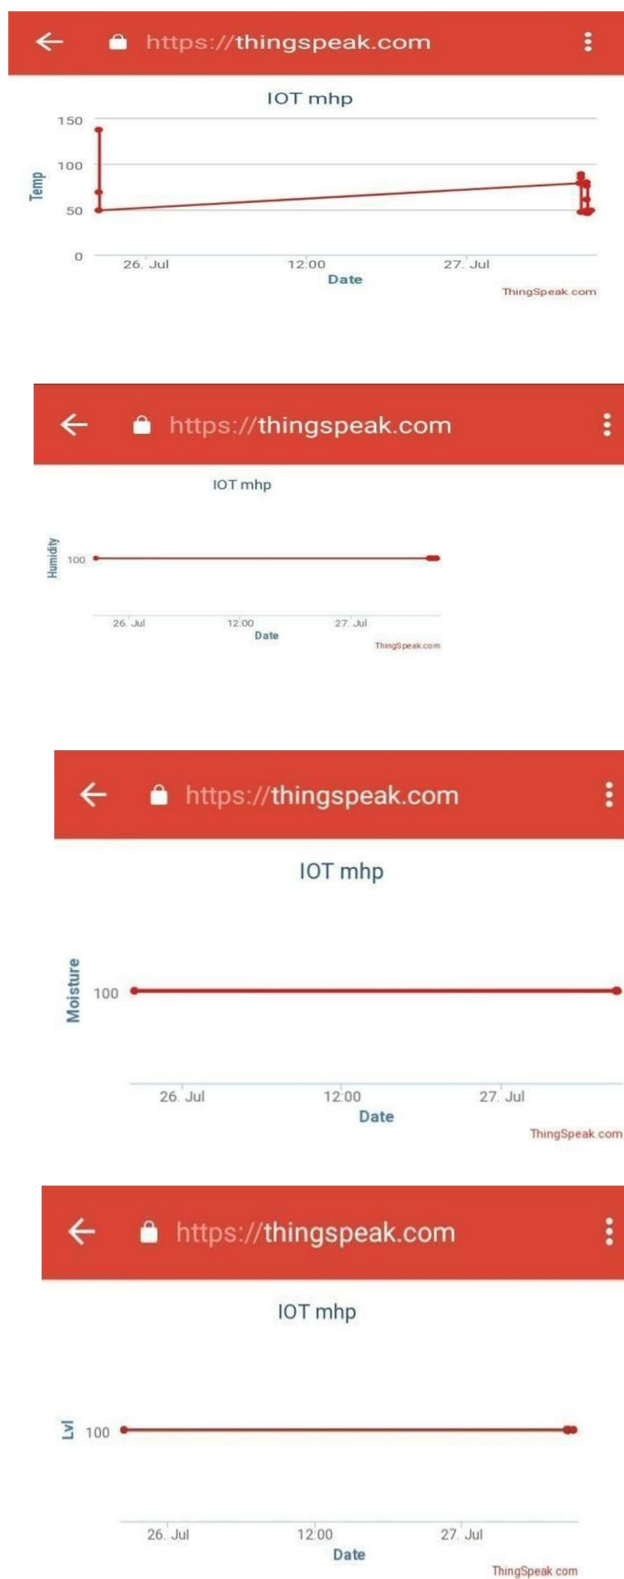 https://thingspeak.com
IOT mhp
150
100
50
0
Temp
26. Jul 12:00 27. Jul
Date
ThingSpeak.com
https://thingspeak.com
IOT mhp
Humidity
100
26. Jul 12:00 27. Jul
Date
ThingSpeak.com
https://thingspeak.com
IOT mhp
Moisture
100
26. Jul 12:00 27. Jul
Date
ThingSpeak.com
https://thingspeak.com
IOT mhp
Lvl
100
26. Jul 12:00 27. Jul
Date
ThingSpeak.com